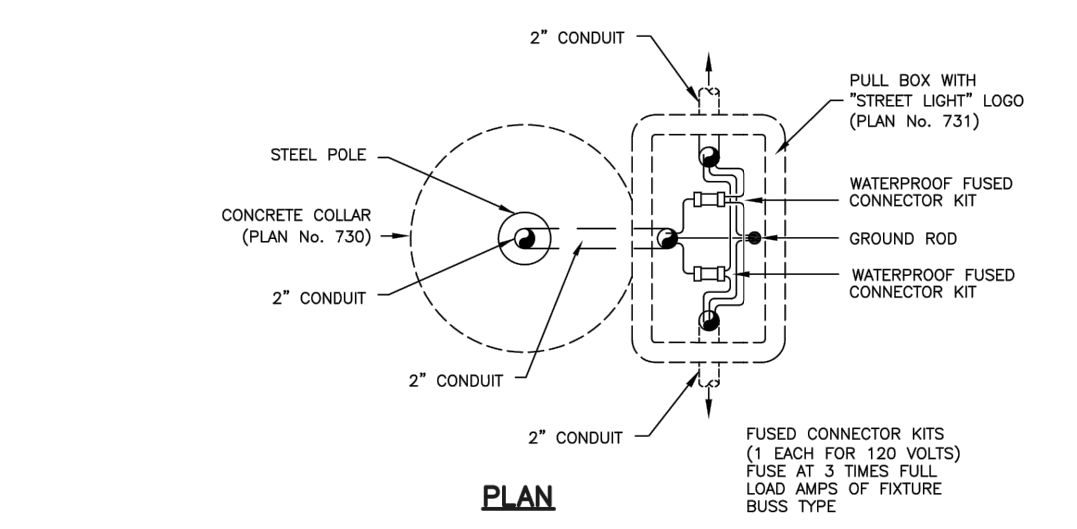 2” CONDUIT
PULL BOX WITH
”STREET LIGHT” LOGO
(PLAN No. 731)
STEEL POLE
WATERPROOF FUSED
CONNECTOR KIT
CONCRETE COLLAR
(PLAN No. 730)
GROUND ROD
2” CONDUIT
WATERPROOF FUSED
CONNECTOR KIT
2” CONDUIT
2” CONDUIT
FUSED CONNECTOR KITS
(1 EACH FOR 120 VOLTS)
FUSE AT 3 TIMES FULL
LOAD AMPS OF FIXTURE
BUSS TYPE
PLAN